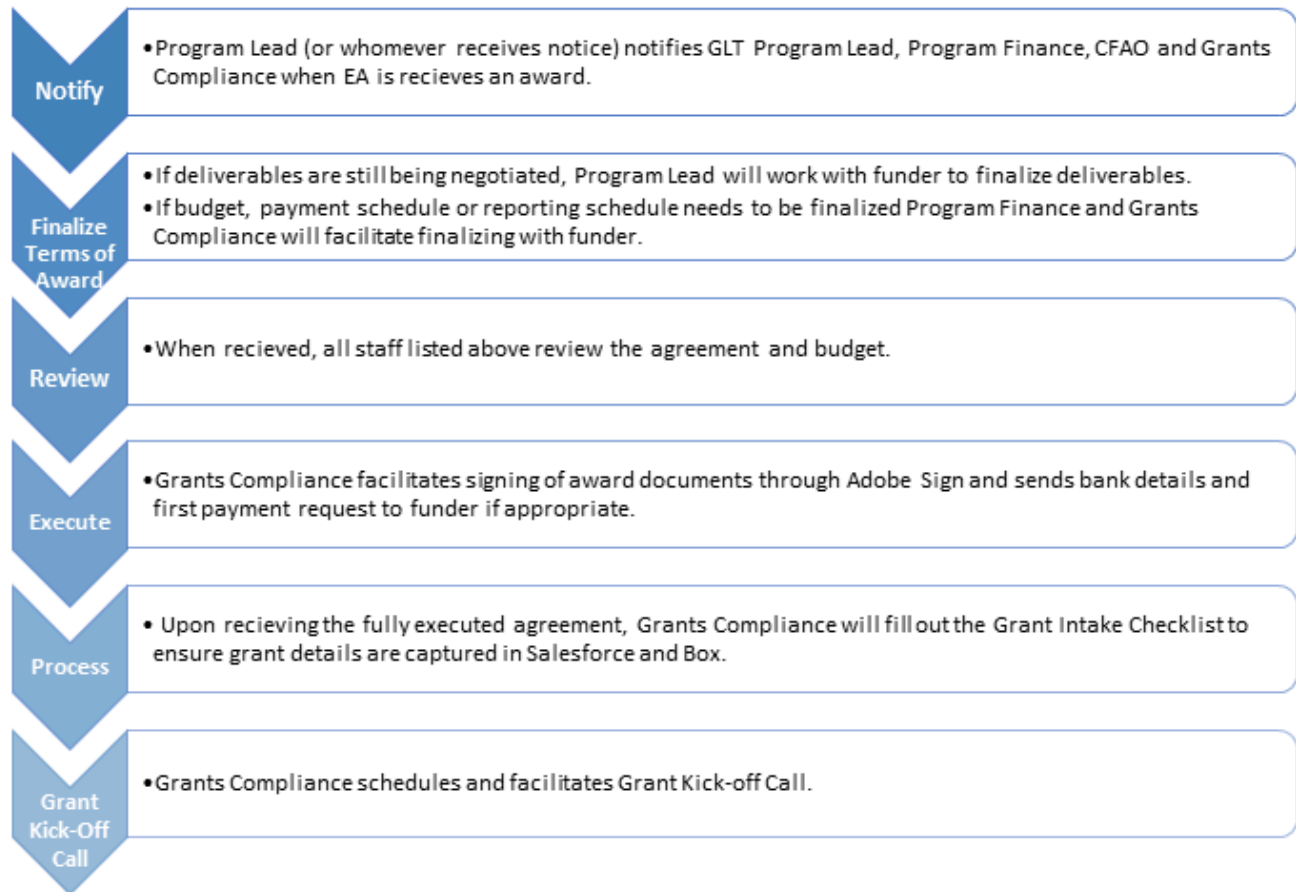 Notify
•Program Lead (or whomever receives notice) notifies GLT Program Lead, Program Finance, CFAO and Grants
Compliance when EA is recieves an award.
Finalize
Terms of
Award
•If deliverables are still being negotiated, Program Lead will work with funder to finalize deliverables.
•If budget, payment schedule or reporting schedule needs to be finalized Program Finance and Grants
Compliance will facilitate finalizing with funder.
Review
•When recieved, all staff listed above review the agreement and budget.
Execute
•Grants Compliance facilitates signing of award documents through Adobe Sign and sends bank details and
first payment request to funder if appropriate.
Process
• Upon recieving the fully executed agreement, Grants Compliance will fill out the Grant Intake Checklist to
ensure grant details are captured in Salesforce and Box.
Grant
Kick-Off
Call
•Grants Compliance schedules and facilitates Grant Kick-off Call.